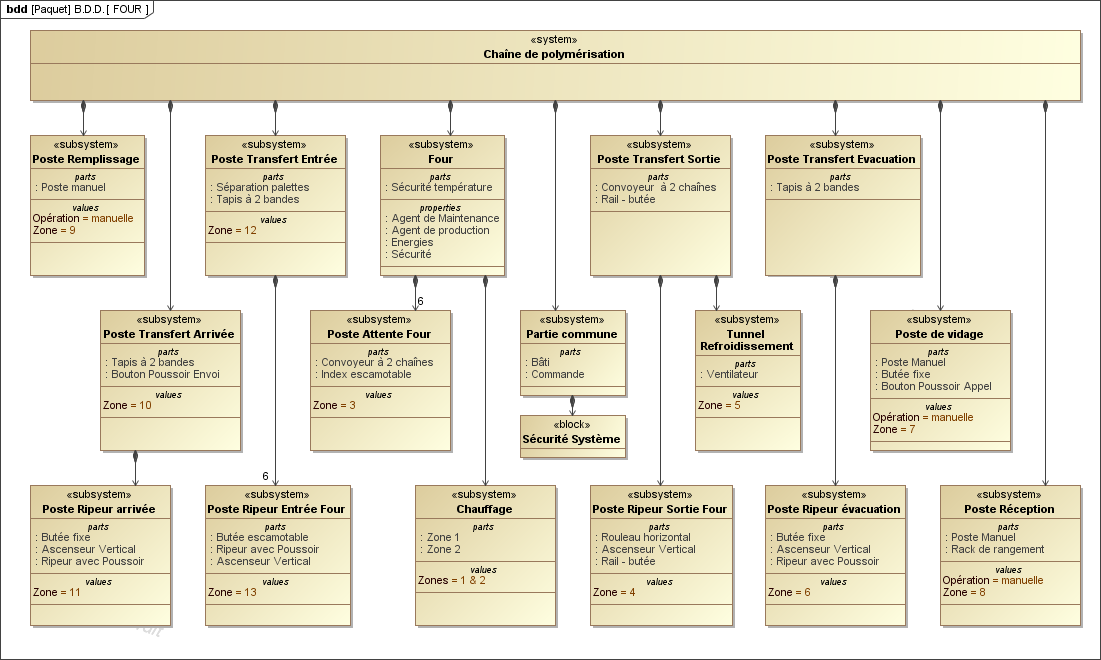 bdd [Paquet] B.D.D. [ FOUR ]
«system»
Chaîne de polymérisation
«subsystem»
Poste Remplissage
parts
: Poste manuel
values
Opération = manuelle
Zone = 9
«subsystem»
Poste Transfert Entrée
parts
: Séparation palettes
: Tapis à 2 bandes
values
Zone = 12
«subsystem»
Four
parts
: Sécurité température
properties
: Agent de Maintenance
: Agent de production
: Energies
: Sécurité
«subsystem»
Poste Transfert Sortie
parts
: Convoyeur à 2 chaînes
: Rail - butée
«subsystem»
Poste Transfert Evacuation
parts
: Tapis à 2 bandes
6
«subsystem»
Poste Transfert Arrivée
parts
: Tapis à 2 bandes
: Bouton Poussoir Envoi
values
Zone = 10
«subsystem»
Poste Attente Four
parts
: Convoyeur à 2 chaînes
: Index escamotable
values
Zone = 3
«subsystem»
Partie commune
parts
: Bâti
: Commande
«block»
Sécurité Système
«subsystem»
Tunnel
Refroidissement
parts
: Ventilateur
values
Zone = 5
«subsystem»
Poste de vidage
parts
: Poste Manuel
: Butée fixe
: Bouton Poussoir Appel
values
Opération = manuelle
Zone = 7
6
«subsystem»
Poste Ripeur arrivée
parts
: Butée fixe
: Ascenseur Vertical
: Ripeur avec Poussoir
values
Zone = 11
«subsystem»
Poste Ripeur Entrée Four
parts
: Butée escamotable
: Ripeur avec Poussoir
: Ascenseur Vertical
values
Zone = 13
«subsystem»
Chauffage
parts
: Zone 1
: Zone 2
values
Zones = 1 & 2
«subsystem»
Poste Ripeur Sortie Four
parts
: Rouleau horizontal
: Ascenseur Vertical
: Rail - butée
values
Zone = 4
«subsystem»
Poste Ripeur évacuation
parts
: Butée fixe
: Ascenseur Vertical
: Ripeur avec Poussoir
values
Zone = 6
«subsystem»
Poste Réception
parts
: Poste Manuel
: Rack de rangement
values
Opération = manuelle
Zone = 8